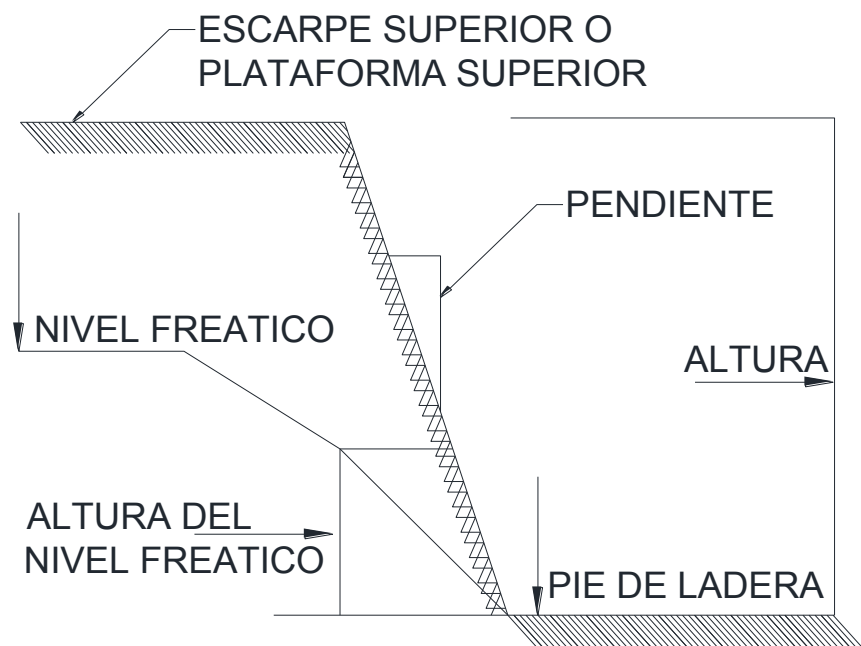 ESCARPE SUPERIOR O
PLATAFORMA SUPERIOR
PENDIENTE
NIVEL FREATICO
ALTURA
ALTURA DEL
NIVEL FREATICO
PIE DE LADERA